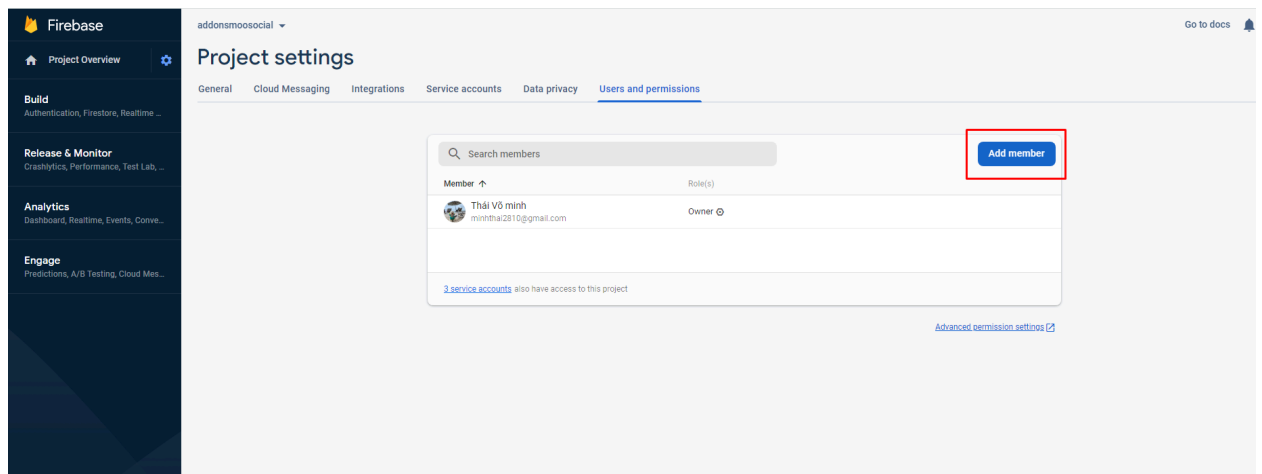 Firebase
addonsmoosocial
Go to docs
Project Overview
Project settings
General Cloud Messaging Integrations Service accounts Data privacy Users and permissions
Build
Authentication, Firestore, Realtime ...
Release & Monitor
Crashlytics, Performance, Test Lab, ...
Analytics
Dashboard, Realtime, Events, Conve...
Engage
Predictions, A/B Testing, Cloud Mes...
Search members
Add member
Member Role(s)
Thái Võ minh
minhthai2810@gmail.com
Owner
3 service accounts also have access to this project
Advanced permission settings